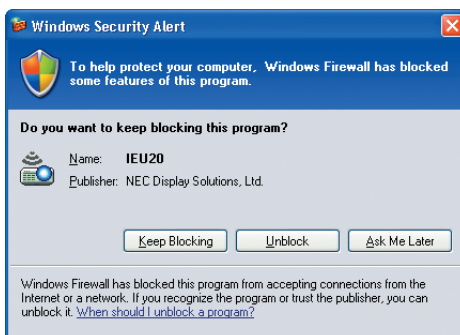 Windows Security Alert
To help protect your computer, Windows Firewall has blocked
some features of this program.
Do you want to keep blocking this program?
Name: IEU20
Publisher: NEC Display Solutions, Ltd.
Keep Blocking Unblock Ask Me Later
Windows Firewall has blocked this program from accepting connections from the
Internet or a network. If you recognize the program or trust the publisher, you can
unblock it. When should I unblock a program?